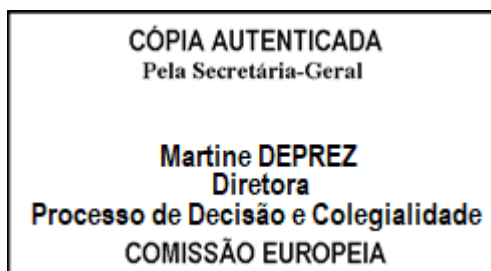 CÓPIA AUTENTICADA
Pela Secretária-Geral
Martine DEPREZ
Diretora
Processo de Decisão e Colegialidade
COMISSÃO EUROPEIA